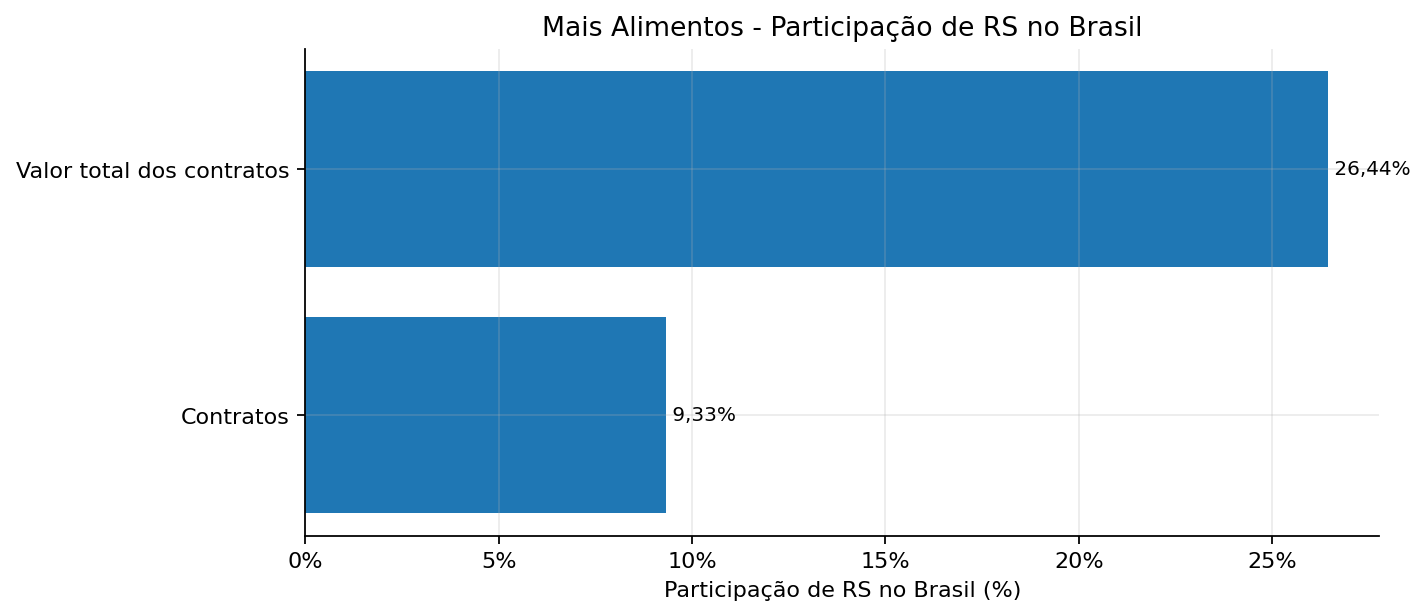 Mais Alimentos - Participação de RS no Brasil
Valor total dos contratos
26,44%
Contratos
9,33%
0% 5% 10% 15% 20% 25%
Participação de RS no Brasil (%)